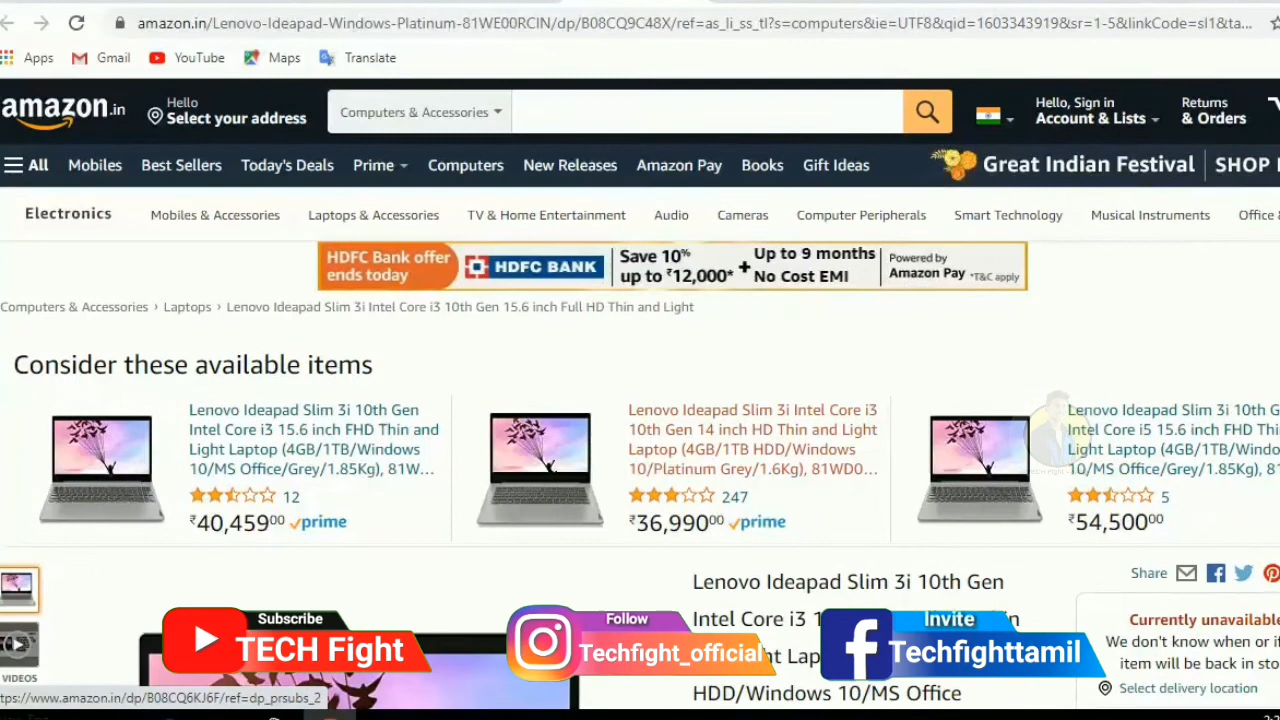 amazon.in/Lenovo-Ideapad-Windows-Platinum-81WE00RCIN/dp/B08CQ9C48X/ref=as_li_ss_tl?s=computers&ie=UTF8&qid=1603343919&sr=1-5&linkCode=sl1&ta...
Apps Gmail YouTube Maps Translate
amazon.in
Hello
Select your address
Computers & Accessories
Hello, Sign in
Account & Lists
Returns
& Orders
All Mobiles Best Sellers Today's Deals Prime Computers New Releases Amazon Pay Books Gift Ideas Great Indian Festival SHOP
Electronics Mobiles & Accessories Laptops & Accessories TV & Home Entertainment Audio Cameras Computer Peripherals Smart Technology Musical Instruments Office &
HDFC Bank offer
ends today
HDFC BANK
Save 10%
up to ₹12,000*
+
Up to 9 months
No Cost EMI
Powered by
Amazon Pay *T&C apply
Computers & Accessories › Laptops › Lenovo Ideapad Slim 3i Intel Core i3 10th Gen 15.6 inch Full HD Thin and Light
Consider these available items
Lenovo Ideapad Slim 3i 10th Gen
Intel Core i3 15.6 inch FHD Thin and
Light Laptop (4GB/1TB/Windows
10/MS Office/Grey/1.85Kg), 81W...
12
₹40,45900 prime
Lenovo Ideapad Slim 3i Intel Core i3
10th Gen 14 inch HD Thin and Light
Laptop (4GB/1TB HDD/Windows
10/Platinum Grey/1.6Kg), 81WD0...
247
₹36,99000 prime
Lenovo Ideapad Slim 3i 10th G
Intel Core i5 15.6 inch FHD Thi
Light Laptop (4GB/1TB/Windo
10/MS Office/Grey/1.85Kg), 8
5
₹54,50000
Share
VIDEOS
Lenovo Ideapad Slim 3i 10th Gen
Intel Core i3 1
HDD/Windows 10/MS Office
Currently unavailable
We don't know when or i
item will be back in sto
Select delivery location
Subscribe
TECH Fight
Follow
Techfight_official
Invite
Techfighttamil
tps://www.amazon.in/dp/B08CQ6KJ6F/ref=dp_prsubs_2